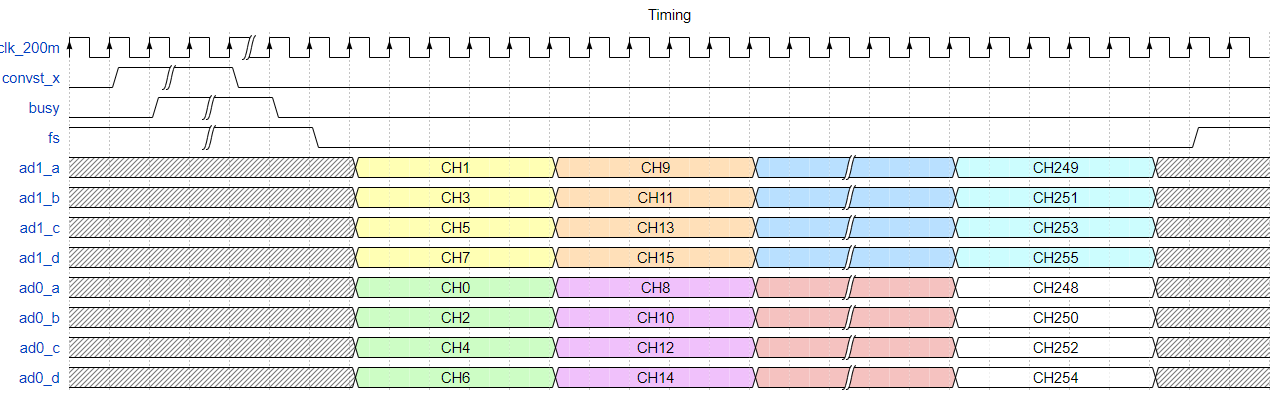 Timing
clk_200m
convst_x
busy
fs
ad1_a CH1 CH9 CH249
ad1_b CH3 CH11 CH251
ad1_c CH5 CH13 CH253
ad1_d CH7 CH15 CH255
ad0_a CH0 CH8 CH248
ad0_b CH2 CH10 CH250
ad0_c CH4 CH12 CH252
ad0_d CH6 CH14 CH254